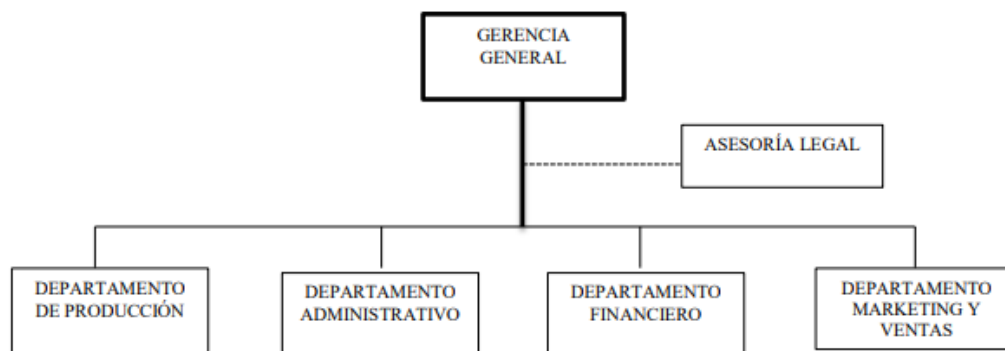 GERENCIA
GENERAL
ASESORÍA LEGAL
DEPARTAMENTO
DE PRODUCCIÓN
DEPARTAMENTO
ADMINISTRATIVO
DEPARTAMENTO
FINANCIERO
DEPARTAMENTO
MARKETING Y
VENTAS